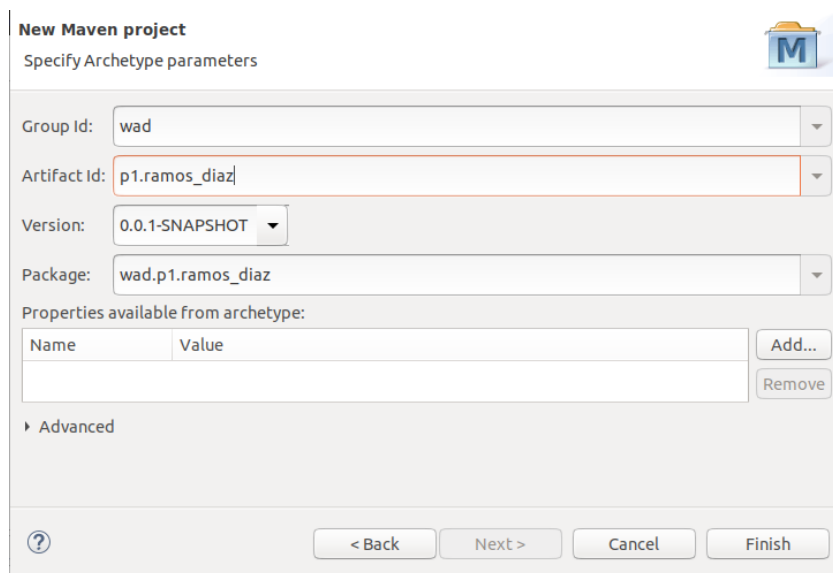 New Maven project
Specify Archetype parameters
M
Group Id: wad
Artifact Id: p1.ramos_diaz
Version: 0.0.1-SNAPSHOT
Package: wad.p1.ramos_diaz
Properties available from archetype:
Name Value Add...
Remove
Advanced
? < Back Next > Cancel Finish